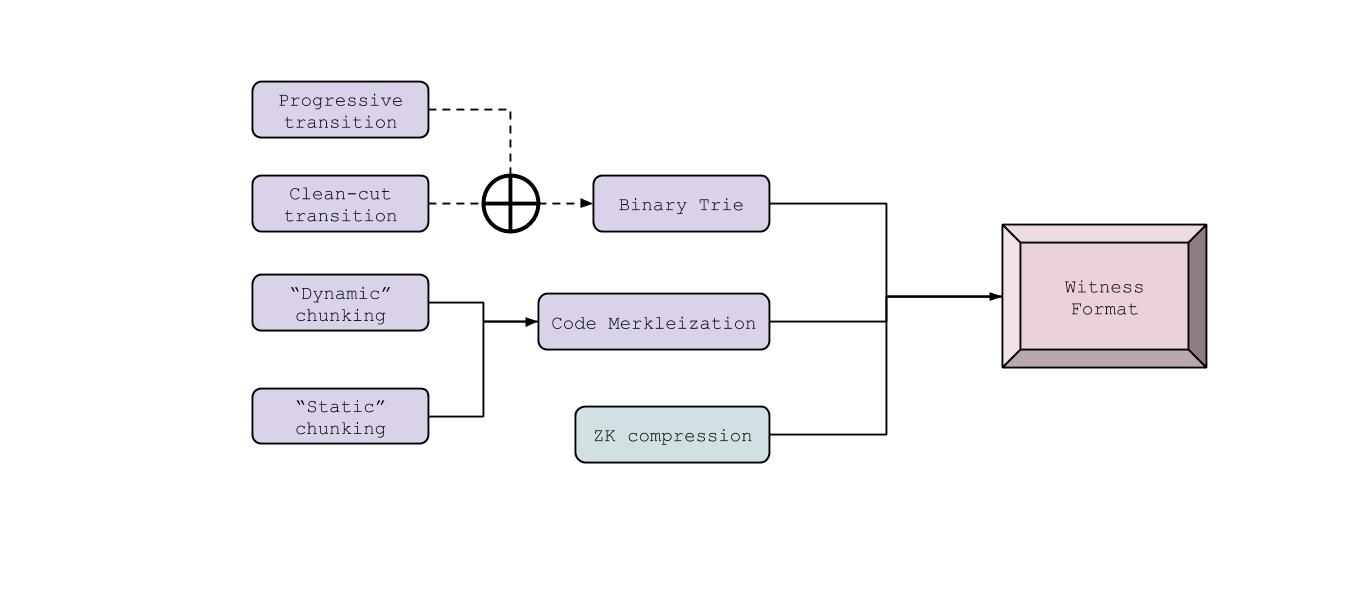 Progressive
transition
Clean-cut
transition
Binary Trie
“Dynamic”
chunking
Code Merkleization
“Static”
chunking
ZK compression
Witness
Format